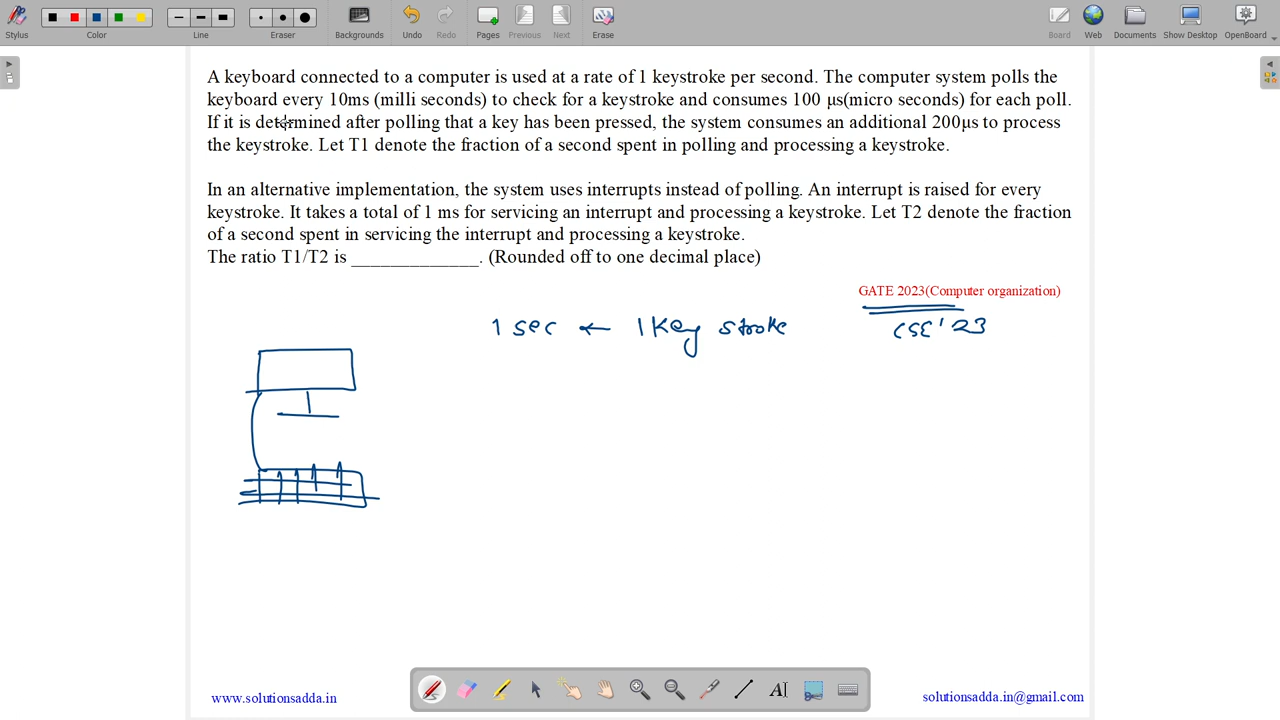 Stylus Color Line Eraser Backgrounds Undo Redo Pages Previous Next Erase Board Web Documents Show Desktop OpenBoard
A keyboard connected to a computer is used at a rate of 1 keystroke per second. The computer system polls the
keyboard every 10ms (milli seconds) to check for a keystroke and consumes 100 μs(micro seconds) for each poll.
If it is determined after polling that a key has been pressed, the system consumes an additional 200μs to process
the keystroke. Let T1 denote the fraction of a second spent in polling and processing a keystroke.
In an alternative implementation, the system uses interrupts instead of polling. An interrupt is raised for every
keystroke. It takes a total of 1 ms for servicing an interrupt and processing a keystroke. Let T2 denote the fraction
of a second spent in servicing the interrupt and processing a keystroke.
The ratio T1/T2 is _____________. (Rounded off to one decimal place)
GATE 2023(Computer organization)
1 sec ← 1 Key stroke
CSE'23
www.solutionsadda.in
solutionsadda.in@gmail.com